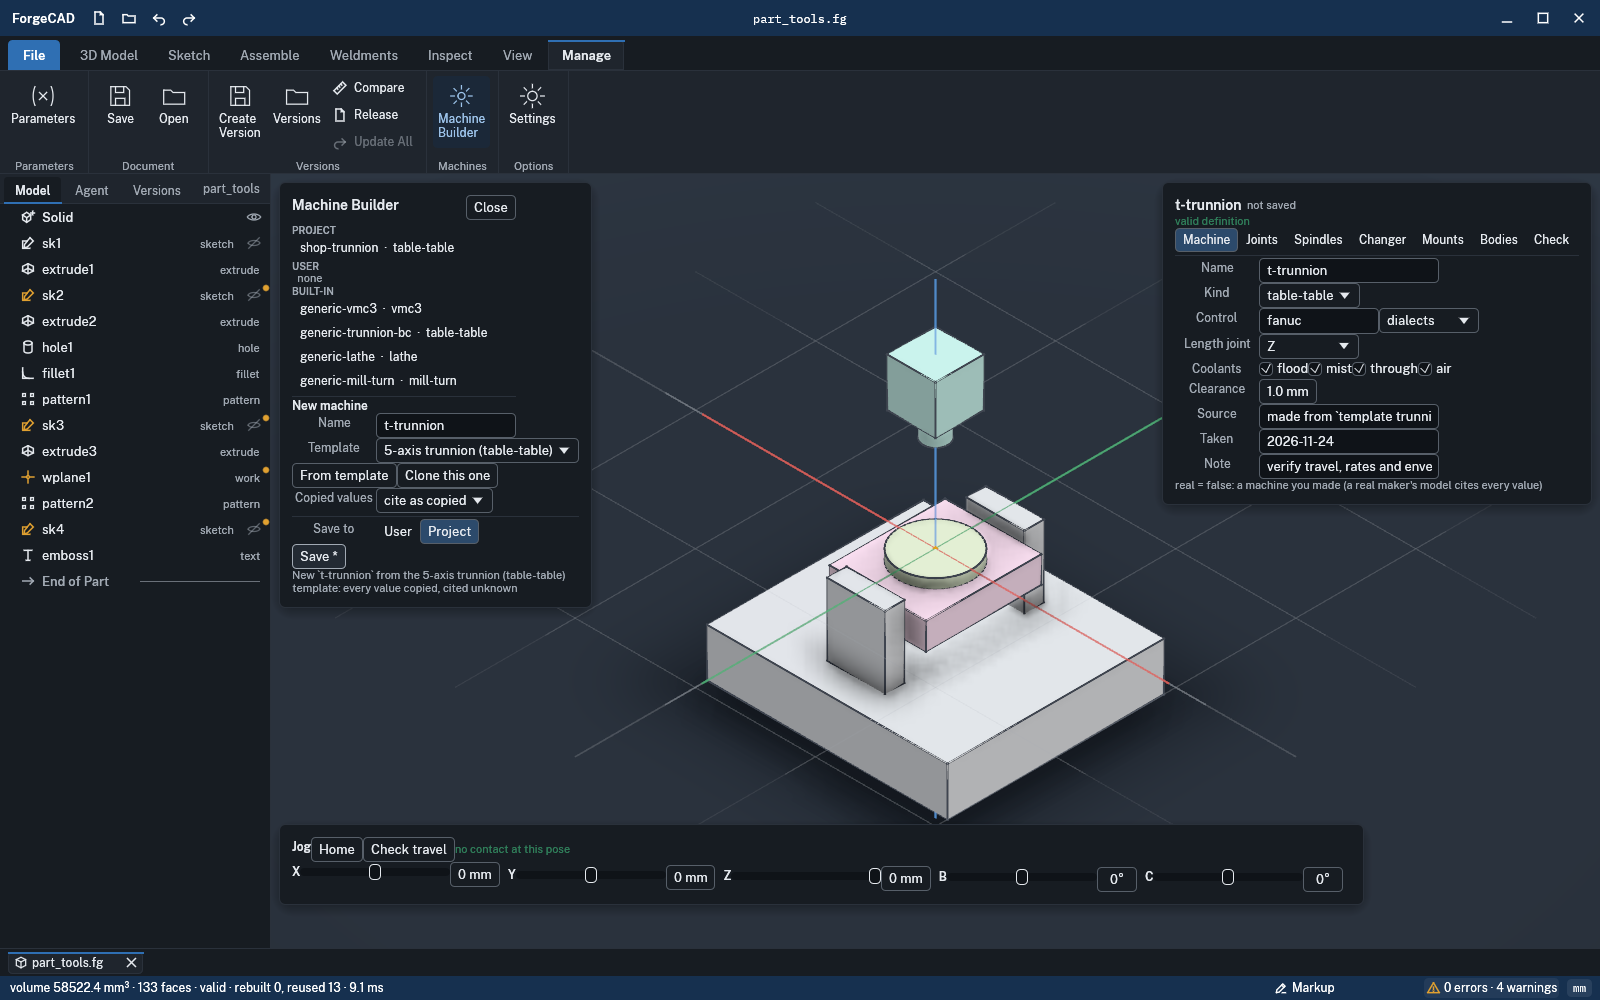 ForgeCAD
part_tools.fg
File 3D Model Sketch Assemble Weldments Inspect View Manage
Parameters
Save
Open
Create Version
Versions
Compare
Release
Update All
Machine Builder
Settings
Parameters Document Versions Machines Options
Model Agent Versions part_tools
Solid
sk1 sketch
extrude1 extrude
sk2 sketch
extrude2 extrude
hole1 hole
fillet1 fillet
pattern1 pattern
sk3 sketch
extrude3 extrude
wplane1 work
pattern2 pattern
sk4 sketch
emboss1 text
End of Part
Machine Builder Close
PROJECT
shop-trunnion · table-table
USER
none
BUILT-IN
generic-vmc3 · vmc3
generic-trunnion-bc · table-table
generic-lathe · lathe
generic-mill-turn · mill-turn
New machine
Name t-trunnion
Template 5-axis trunnion (table-table)
From template Clone this one
Copied values cite as copied
Save to User Project
Save *
New `t-trunnion` from the 5-axis trunnion (table-table)
template: every value copied, cited unknown
t-trunnion not saved
valid definition
Machine Joints Spindles Changer Mounts Bodies Check
Name t-trunnion
Kind table-table
Control fanuc dialects
Length joint Z
Coolants flood mist through air
Clearance 1.0 mm
Source made from `template trunni
Taken 2026-11-24
Note verify travel, rates and enve
real = false: a machine you made (a real maker's model cites every value)
Jog Home Check travel no contact at this pose
X 0 mm Y 0 mm Z 0 mm B 0° C 0°
part_tools.fg
volume 58522.4 mm³ · 133 faces · valid · rebuilt 0, reused 13 · 9.1 ms
Markup
0 errors · 4 warnings mm